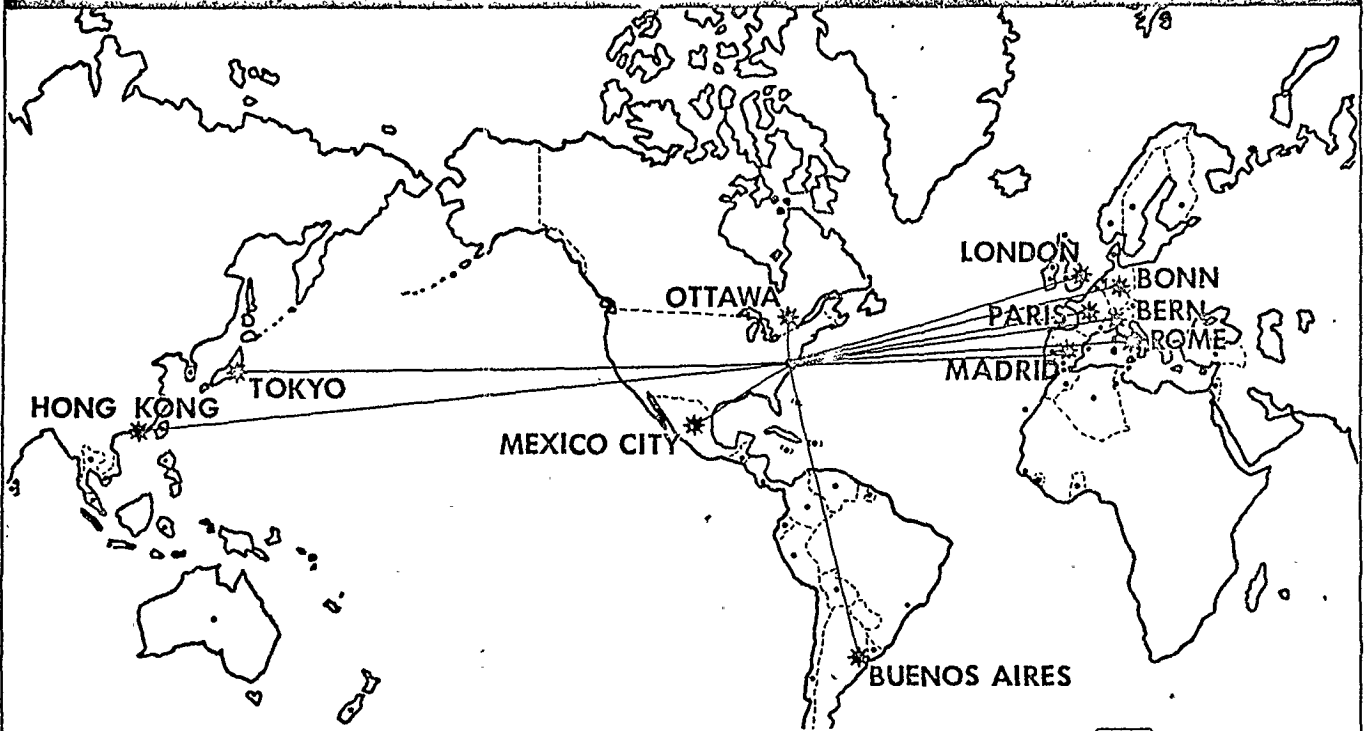 LONDON
BONN
OTTAWA
PARIS
BERN
ROME
MADRID
TOKYO
HONG KONG
MEXICO CITY
BUENOS AIRES